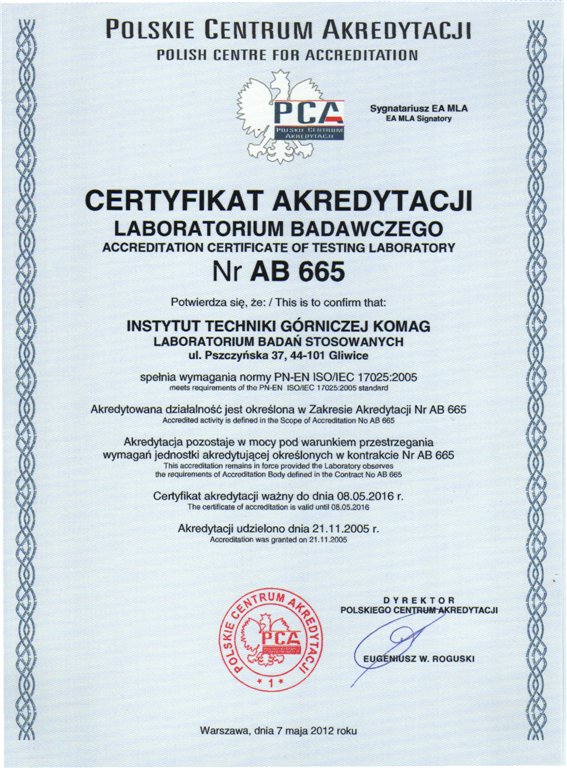 POLSKIE CENTRUM AKREDYTACJI
POLISH CENTRE FOR ACCREDITATION
PCA
POLSKIE CENTRUM
AKREDYTACJI
Sygnatariusz EA MLA
EA MLA Signatory
CERTYFIKAT AKREDYTACJI
LABORATORIUM BADAWCZEGO
ACCREDITATION CERTIFICATE OF TESTING LABORATORY
Nr AB 665
Potwierdza się, że: / This is to confirm that:
INSTYTUT TECHNIKI GÓRNICZEJ KOMAG
LABORATORIUM BADAŃ STOSOWANYCH
ul. Pszczyńska 37, 44-101 Gliwice
spełnia wymagania normy PN-EN ISO/IEC 17025:2005
meets requirements of the PN-EN ISO/IEC 17025:2005 standard
Akredytowana działalność jest określona w Zakresie Akredytacji Nr AB 665
Accredited activity is defined in the Scope of Accreditation No AB 665
Akredytacja pozostaje w mocy pod warunkiem przestrzegania
wymagań jednostki akredytującej określonych w kontrakcie Nr AB 665
This accreditation remains in force provided the Laboratory observes
the requirements of Accreditation Body defined in the Contract No AB 665
Certyfikat akredytacji ważny do dnia 08.05.2016 r.
The certificate of accreditation is valid until 08.05.2016
Akredytacji udzielono dnia 21.11.2005 r.
Accreditation was granted on 21.11.2005
POLSKIE CENTRUM AKREDYTACJI
PCA
* 1 *
DYREKTOR
POLSKIEGO CENTRUM AKREDYTACJI
EUGENIUSZ W. ROGUSKI
Warszawa, dnia 7 maja 2012 roku